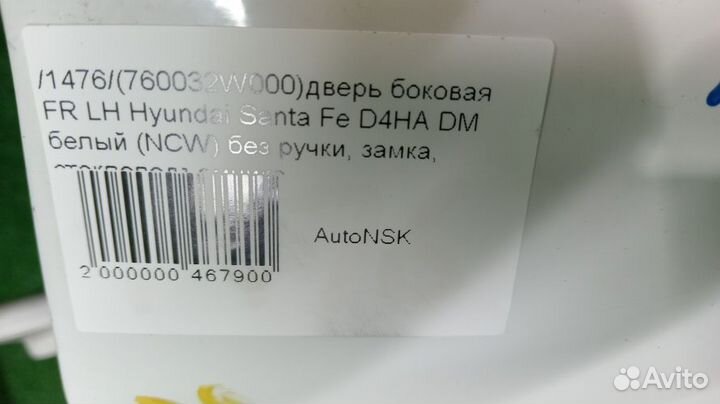 /1476/(760032W000)дверь боковая
FR LH Hyundai Santa Fe D4HA DM
белый (NCW) без ручки, замка,
AutoNSK
2 000000 467900
Avito